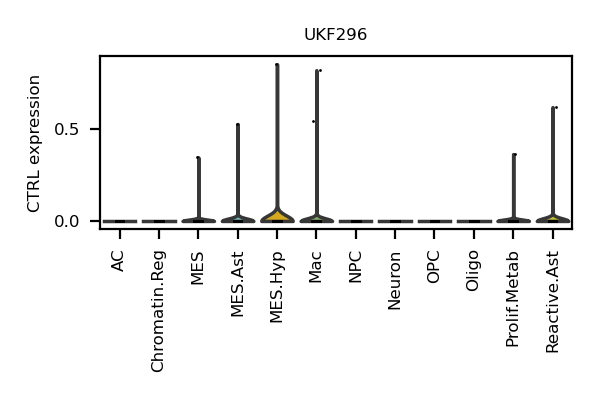 UKF296
CTRL expression
0.5
0.0
AC
Chromatin.Reg
MES
MES.Ast
MES.Hyp
Mac
NPC
Neuron
OPC
Oligo
Prolif.Metab
Reactive.Ast